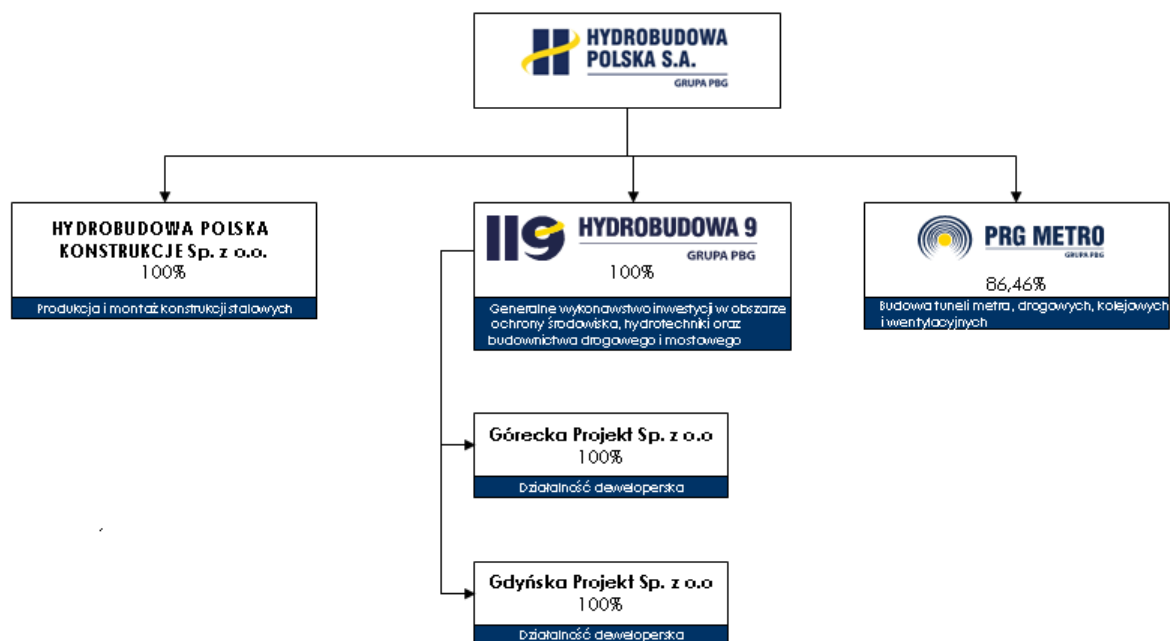 HYDROBUDOWA
POLSKA S.A.
GRUPA PBG
HYDROBUDOWA POLSKA
KONSTRUKCJE Sp. z o.o.
100%
Produkcja i montaż konstrukcji stalowych
H9 HYDROBUDOWA 9
GRUPA PBG
100%
Generalne wykonawstwo inwestycji w obszarze
ochrony środowiska, hydrotechniki oraz
budownictwa drogowego i mostowego
PRG METRO
GRUPA PBG
86,46%
Budowa tuneli metra, drogowych, kolejowych
i wentylacyjnych
Górecka Projekt Sp. z o.o
100%
Działalność deweloperska
Gdyńska Projekt Sp. z o.o
100%
Działalność deweloperska